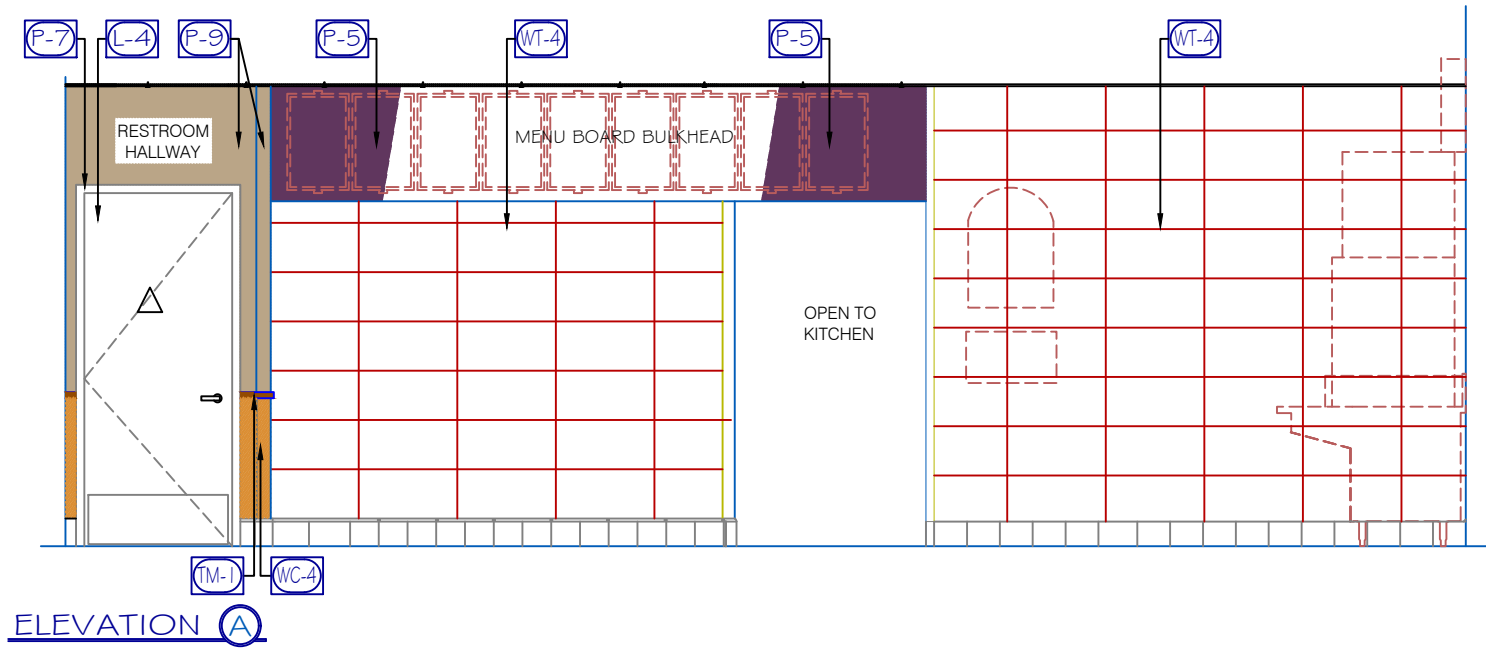 P-7
L-4
P-9
P-5
WT-4
P-5
WT-4
RESTROOM
HALLWAY
MENU BOARD BULKHEAD
OPEN TO
KITCHEN
TM-1
WC-4
ELEVATION A